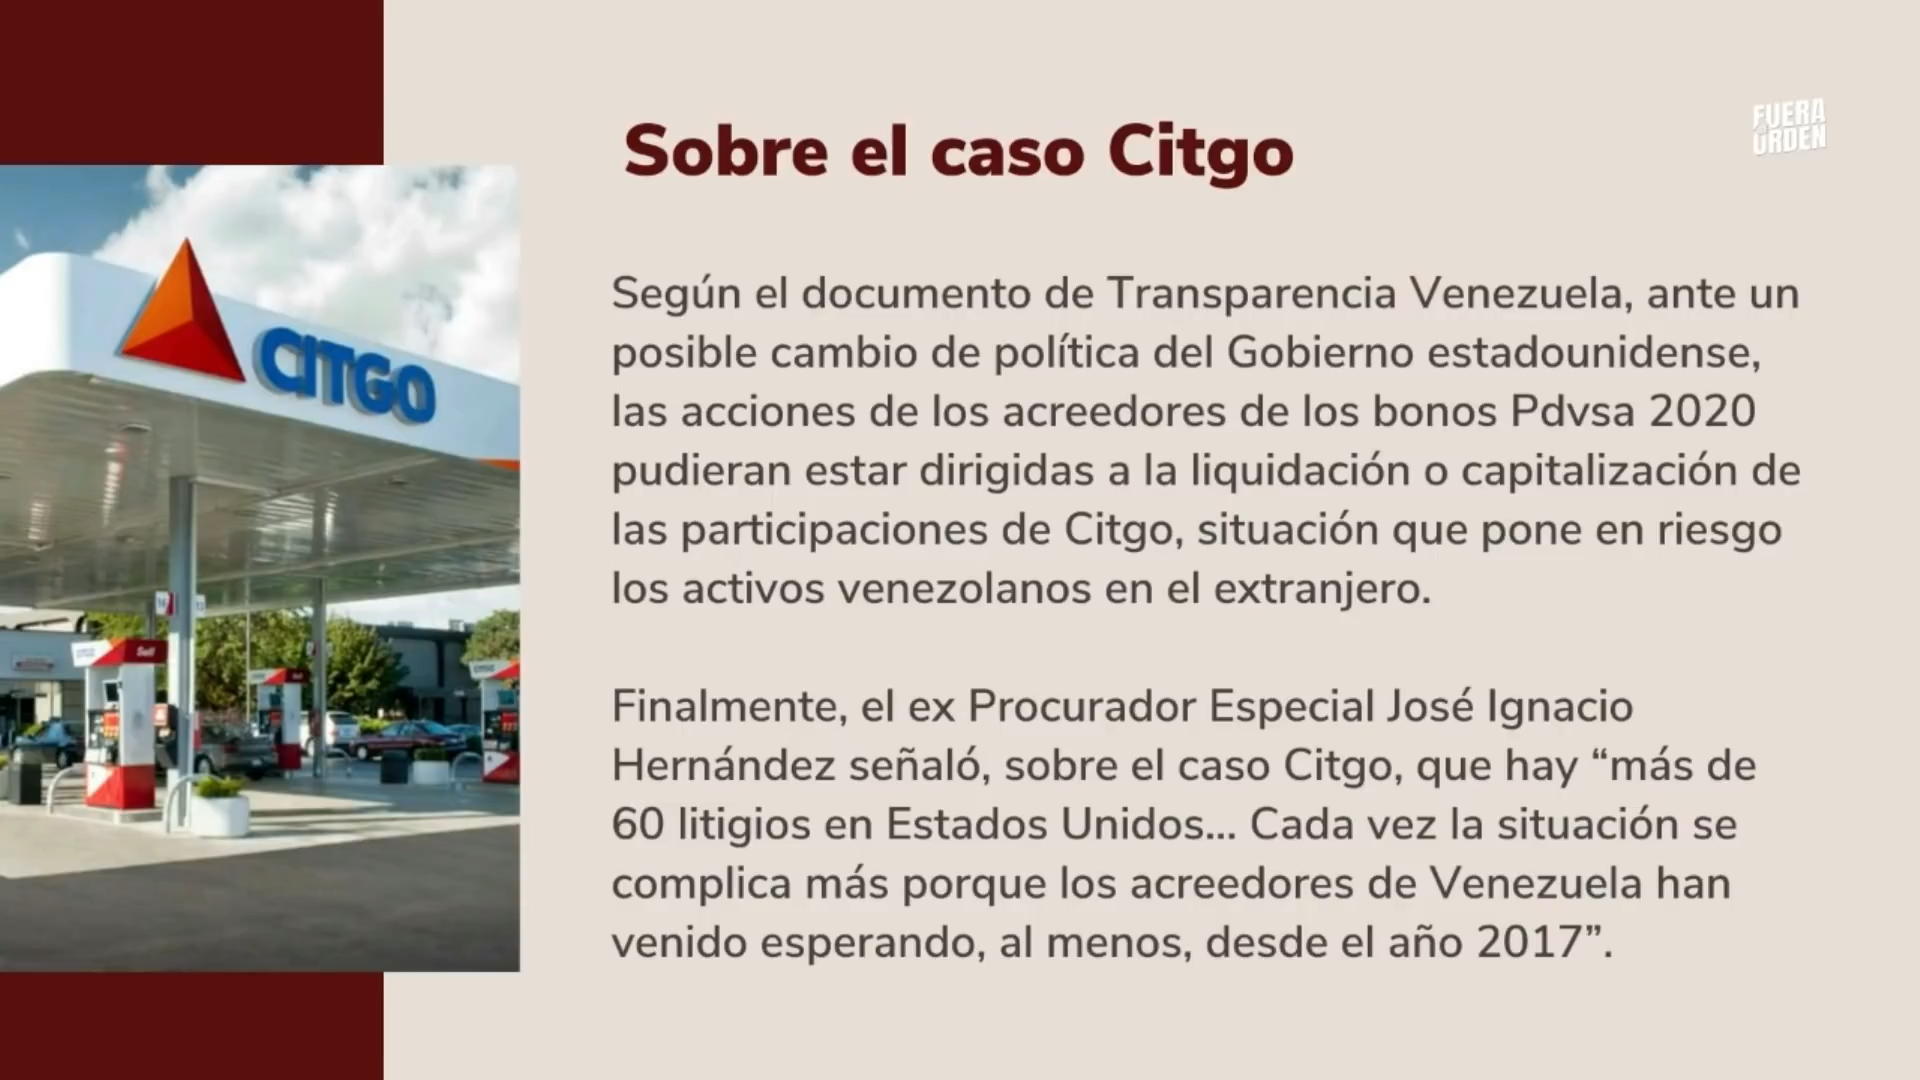 Sobre el caso Citgo
FUERA
ORDEN
CITGO
Según el documento de Transparencia Venezuela, ante un
posible cambio de política del Gobierno estadounidense,
las acciones de los acreedores de los bonos Pdvsa 2020
pudieran estar dirigidas a la liquidación o capitalización de
las participaciones de Citgo, situación que pone en riesgo
los activos venezolanos en el extranjero.
Finalmente, el ex Procurador Especial José Ignacio
Hernández señaló, sobre el caso Citgo, que hay “más de
60 litigios en Estados Unidos... Cada vez la situación se
complica más porque los acreedores de Venezuela han
venido esperando, al menos, desde el año 2017”.